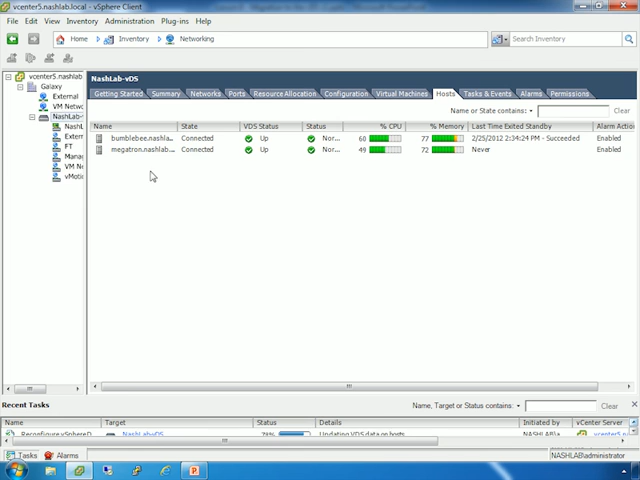 vcenter5.nashlab.local - vSphere Client
File Edit View Inventory Administration Plug-ins Help
Home Inventory Networking Search Inventory
vcenter5.nashlab
Galaxy
External
VM Netwo
NashLab-v
NashL
Extern
FT
Manag
VM Ne
vMotio
NashLab-vDS
Getting Started Summary Networks Ports Resource Allocation Configuration Virtual Machines Hosts Tasks & Events Alarms Permissions
Name or State contains: Clear
Name State VDS Status Status % CPU % Memory Last Time Exited Standby Alarm Actio
bumblebee.nashla... Connected Up Nor... 60 77 2/25/2012 2:34:24 PM - Succeeded Enabled
megatron.nashlab... Connected Up Nor... 49 72 Never Enabled
Recent Tasks
Name, Target or Status contains: Clear
Name Target Status Details Initiated by vCenter Server
Reconfigure vSphere D NashLab-vDS 79% Updating VDS data on hosts NASHLAB\a vcenter5.n
Tasks Alarms NASHLAB\administrator